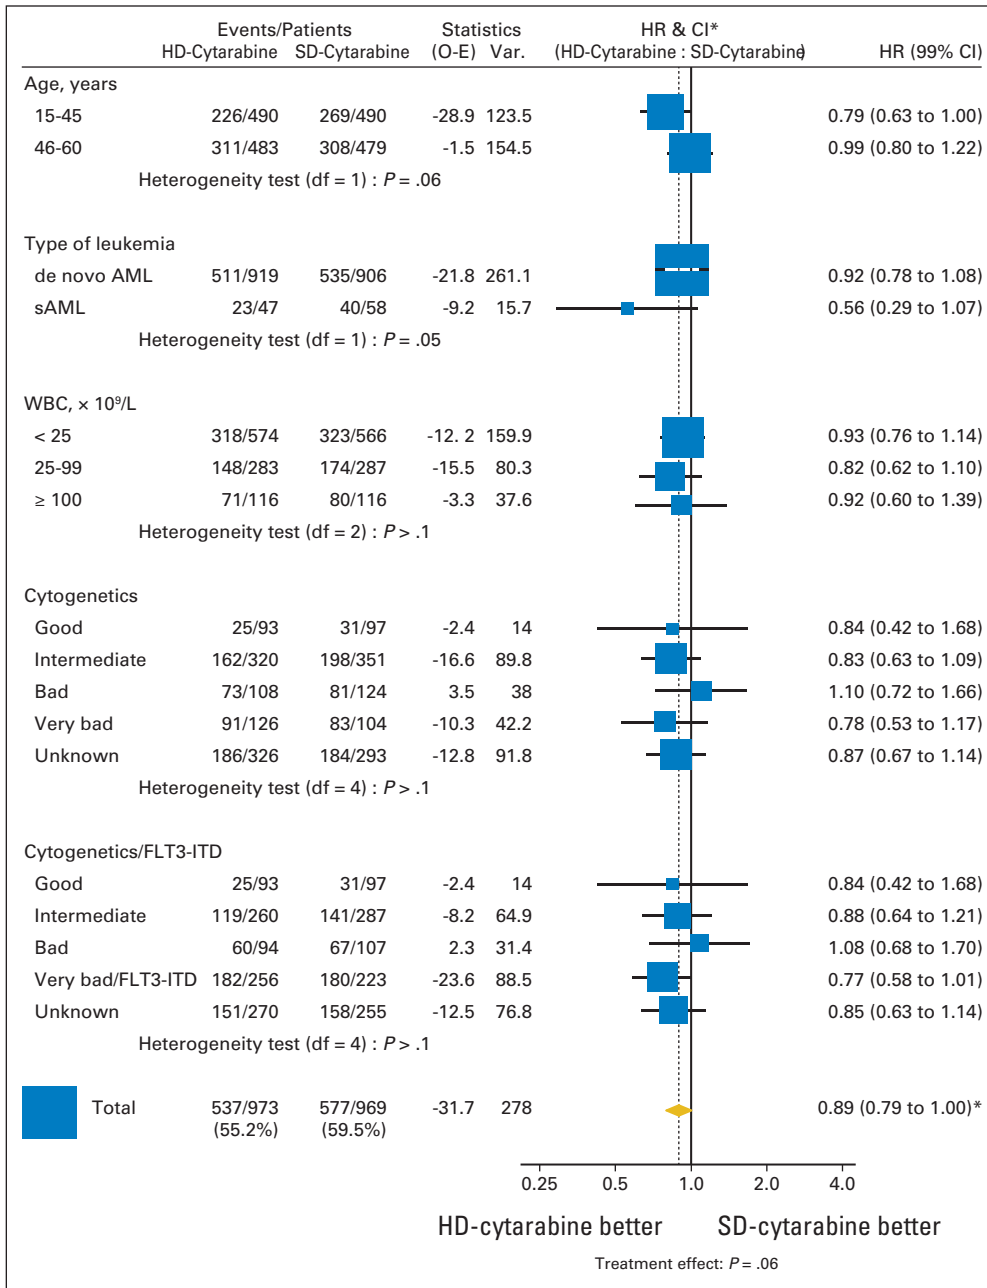 Events/Patients Statistics HR & CI*
HD-Cytarabine SD-Cytarabine (O-E) Var. (HD-Cytarabine : SD-Cytarabine) HR (99% CI)
Age, years
15-45 226/490 269/490 -28.9 123.5 0.79 (0.63 to 1.00)
46-60 311/483 308/479 -1.5 154.5 0.99 (0.80 to 1.22)
Heterogeneity test (df = 1) : P = .06
Type of leukemia
de novo AML 511/919 535/906 -21.8 261.1 0.92 (0.78 to 1.08)
sAML 23/47 40/58 -9.2 15.7 0.56 (0.29 to 1.07)
Heterogeneity test (df = 1) : P = .05
WBC, × 10⁹/L
< 25 318/574 323/566 -12. 2 159.9 0.93 (0.76 to 1.14)
25-99 148/283 174/287 -15.5 80.3 0.82 (0.62 to 1.10)
≥ 100 71/116 80/116 -3.3 37.6 0.92 (0.60 to 1.39)
Heterogeneity test (df = 2) : P > .1
Cytogenetics
Good 25/93 31/97 -2.4 14 0.84 (0.42 to 1.68)
Intermediate 162/320 198/351 -16.6 89.8 0.83 (0.63 to 1.09)
Bad 73/108 81/124 3.5 38 1.10 (0.72 to 1.66)
Very bad 91/126 83/104 -10.3 42.2 0.78 (0.53 to 1.17)
Unknown 186/326 184/293 -12.8 91.8 0.87 (0.67 to 1.14)
Heterogeneity test (df = 4) : P > .1
Cytogenetics/FLT3-ITD
Good 25/93 31/97 -2.4 14 0.84 (0.42 to 1.68)
Intermediate 119/260 141/287 -8.2 64.9 0.88 (0.64 to 1.21)
Bad 60/94 67/107 2.3 31.4 1.08 (0.68 to 1.70)
Very bad/FLT3-ITD 182/256 180/223 -23.6 88.5 0.77 (0.58 to 1.01)
Unknown 151/270 158/255 -12.5 76.8 0.85 (0.63 to 1.14)
Heterogeneity test (df = 4) : P > .1
Total 537/973 577/969 -31.7 278 0.89 (0.79 to 1.00)*
(55.2%) (59.5%)
0.25 0.5 1.0 2.0 4.0
HD-cytarabine better SD-cytarabine better
Treatment effect: P = .06